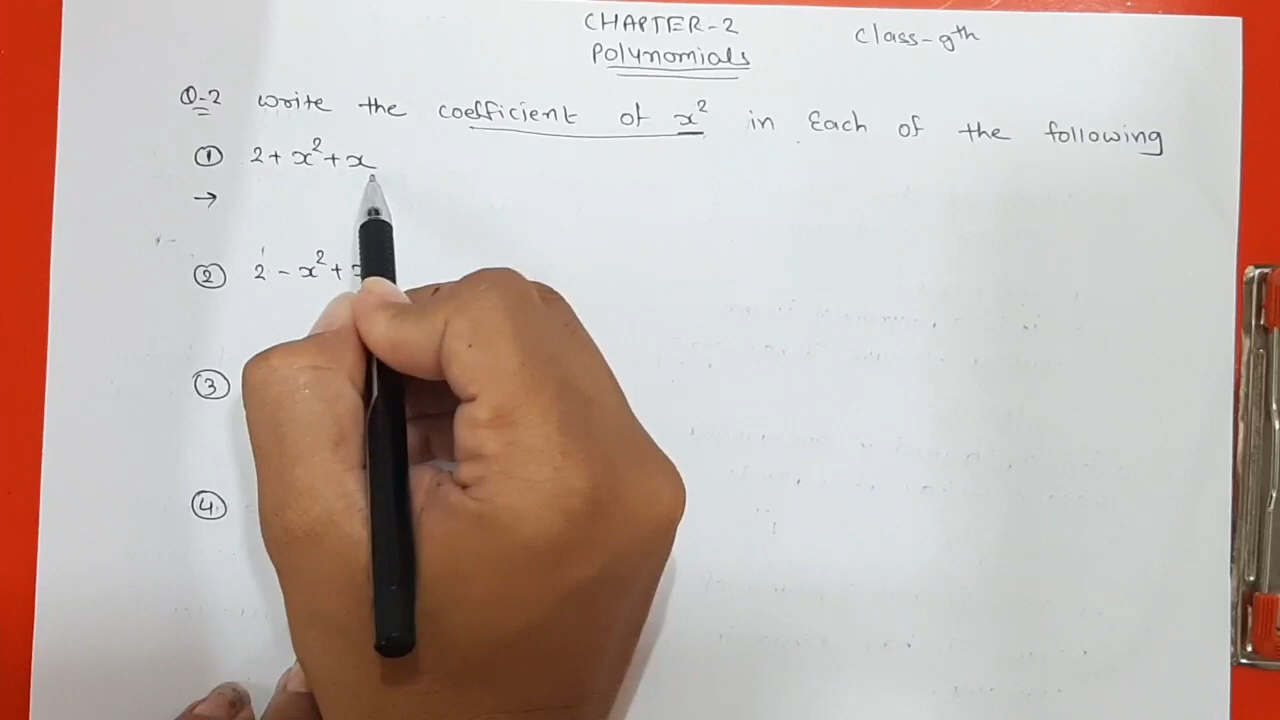 CHAPTER-2
Class-9th
Polynomials
Q-2 Write the coefficient of x² in Each of the following
① 2 + x² + x
→
② 2 - x² +
③
④